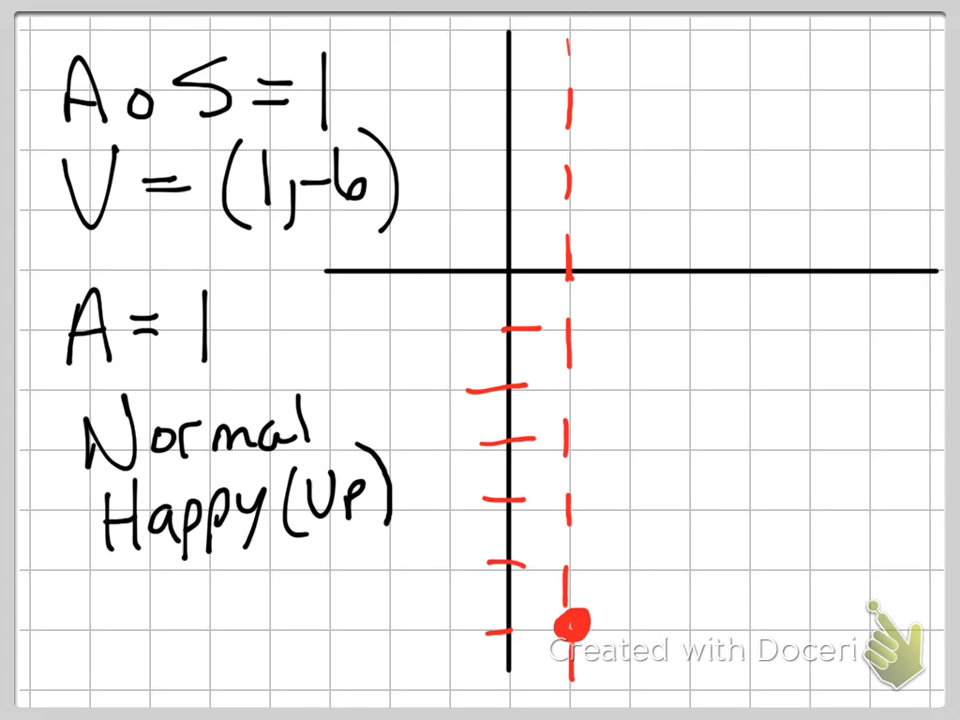 AoS = 1
V = (1,-6)
A = 1
Normal
Happy (Up)
Created with Doceri